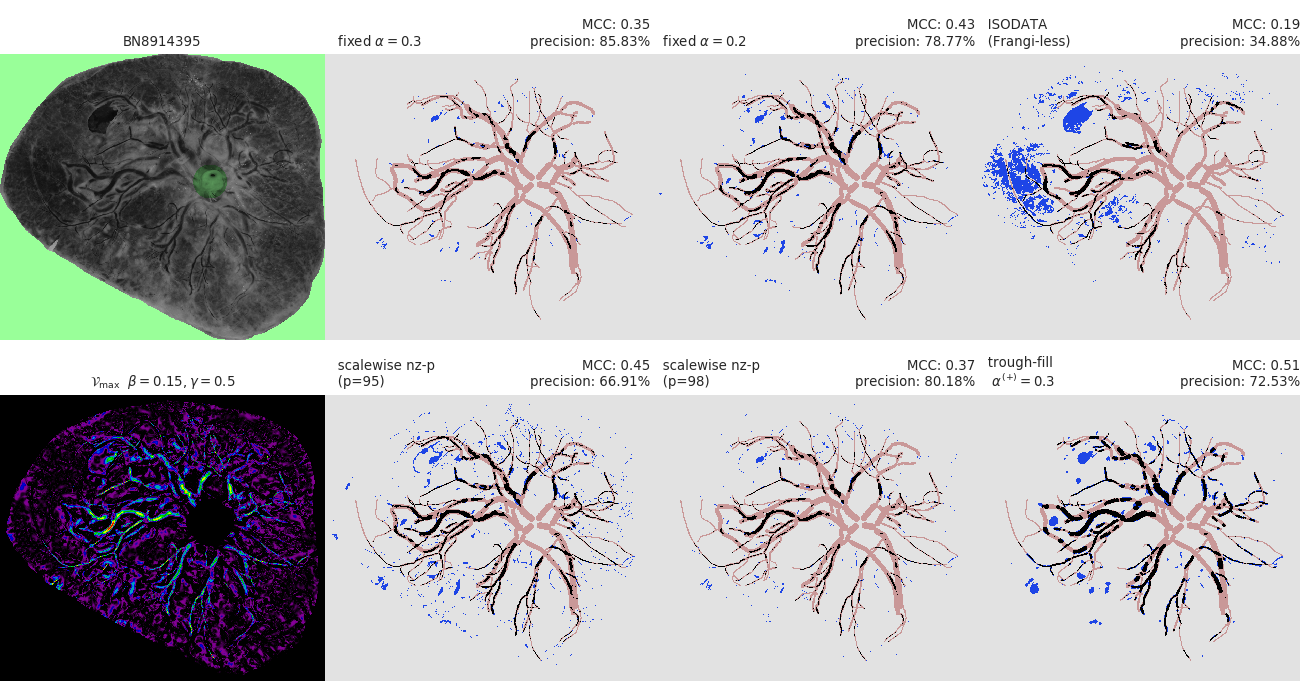 BN8914395
fixed α = 0.3
MCC: 0.35
precision: 85.83%
fixed α = 0.2
MCC: 0.43
precision: 78.77%
ISODATA
(Frangi-less)
MCC: 0.19
precision: 34.88%
𝒱max β = 0.15, γ = 0.5
scalewise nz-p
(p=95)
MCC: 0.45
precision: 66.91%
scalewise nz-p
(p=98)
MCC: 0.37
precision: 80.18%
trough-fill
α(+) = 0.3
MCC: 0.51
precision: 72.53%